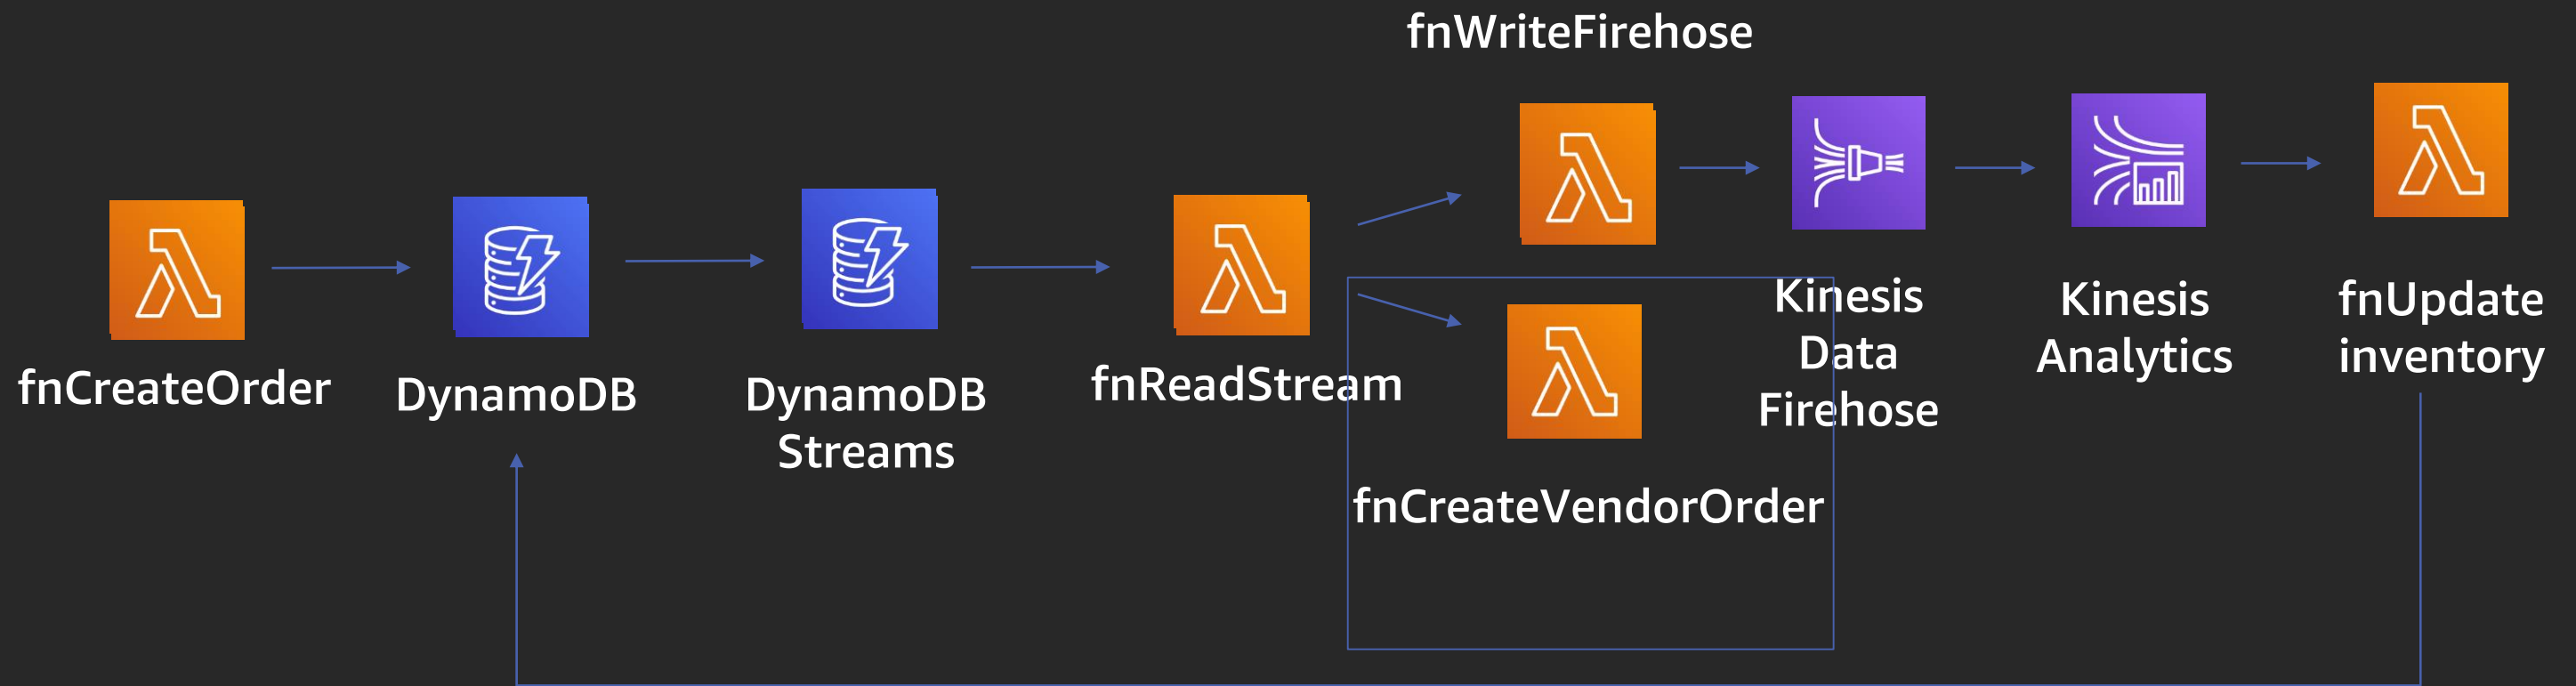 fnWriteFirehose
fnCreateOrder
DynamoDB
DynamoDB
Streams
fnReadStream
fnCreateVendorOrder
Kinesis
Data
Firehose
Kinesis
Analytics
fnUpdate
inventory